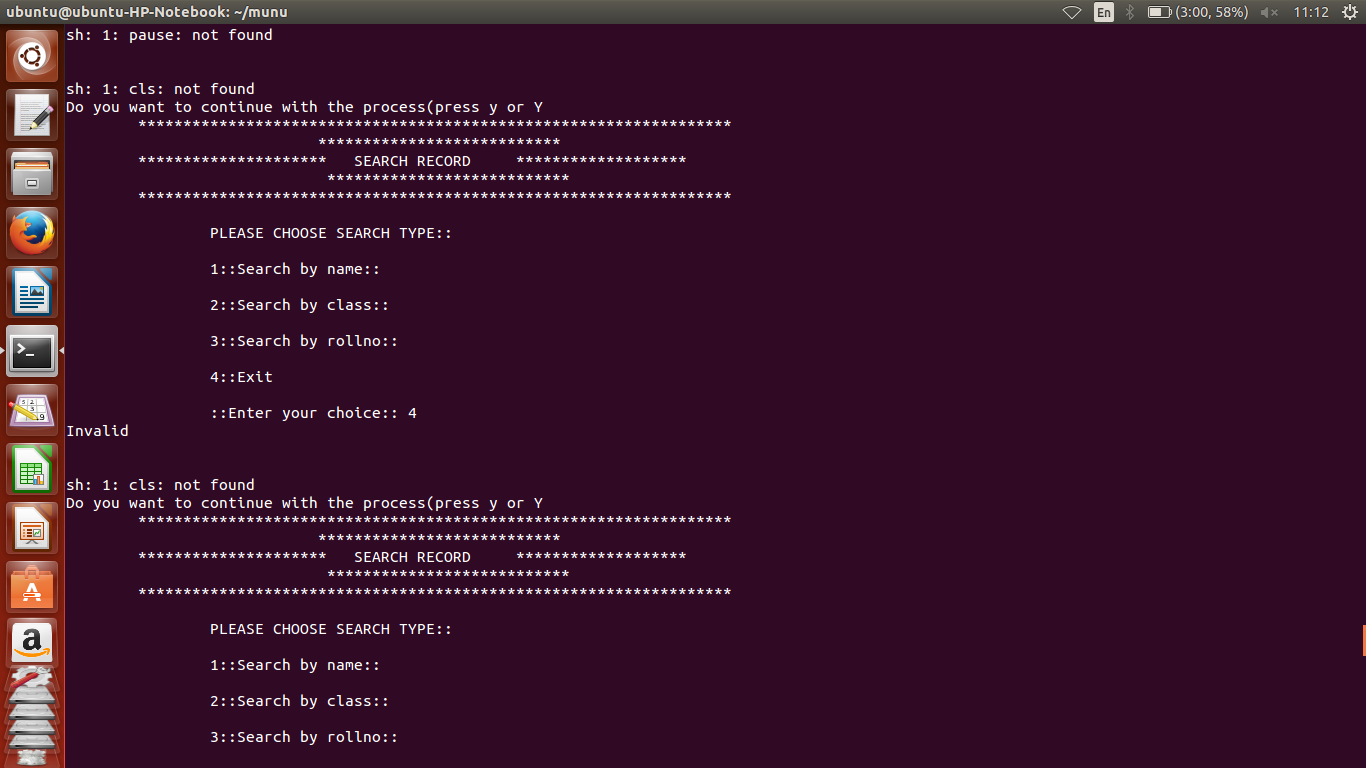 ubuntu@ubuntu-HP-Notebook: ~/munu
En
(3:00, 58%)
11:12
sh: 1: pause: not found
sh: 1: cls: not found
Do you want to continue with the process(press y or Y
******************************************************************
***************************
********************* SEARCH RECORD *******************
***************************
******************************************************************
PLEASE CHOOSE SEARCH TYPE::
1::Search by name::
2::Search by class::
3::Search by rollno::
4::Exit
::Enter your choice:: 4
Invalid
sh: 1: cls: not found
Do you want to continue with the process(press y or Y
******************************************************************
***************************
********************* SEARCH RECORD *******************
***************************
******************************************************************
PLEASE CHOOSE SEARCH TYPE::
1::Search by name::
2::Search by class::
3::Search by rollno::